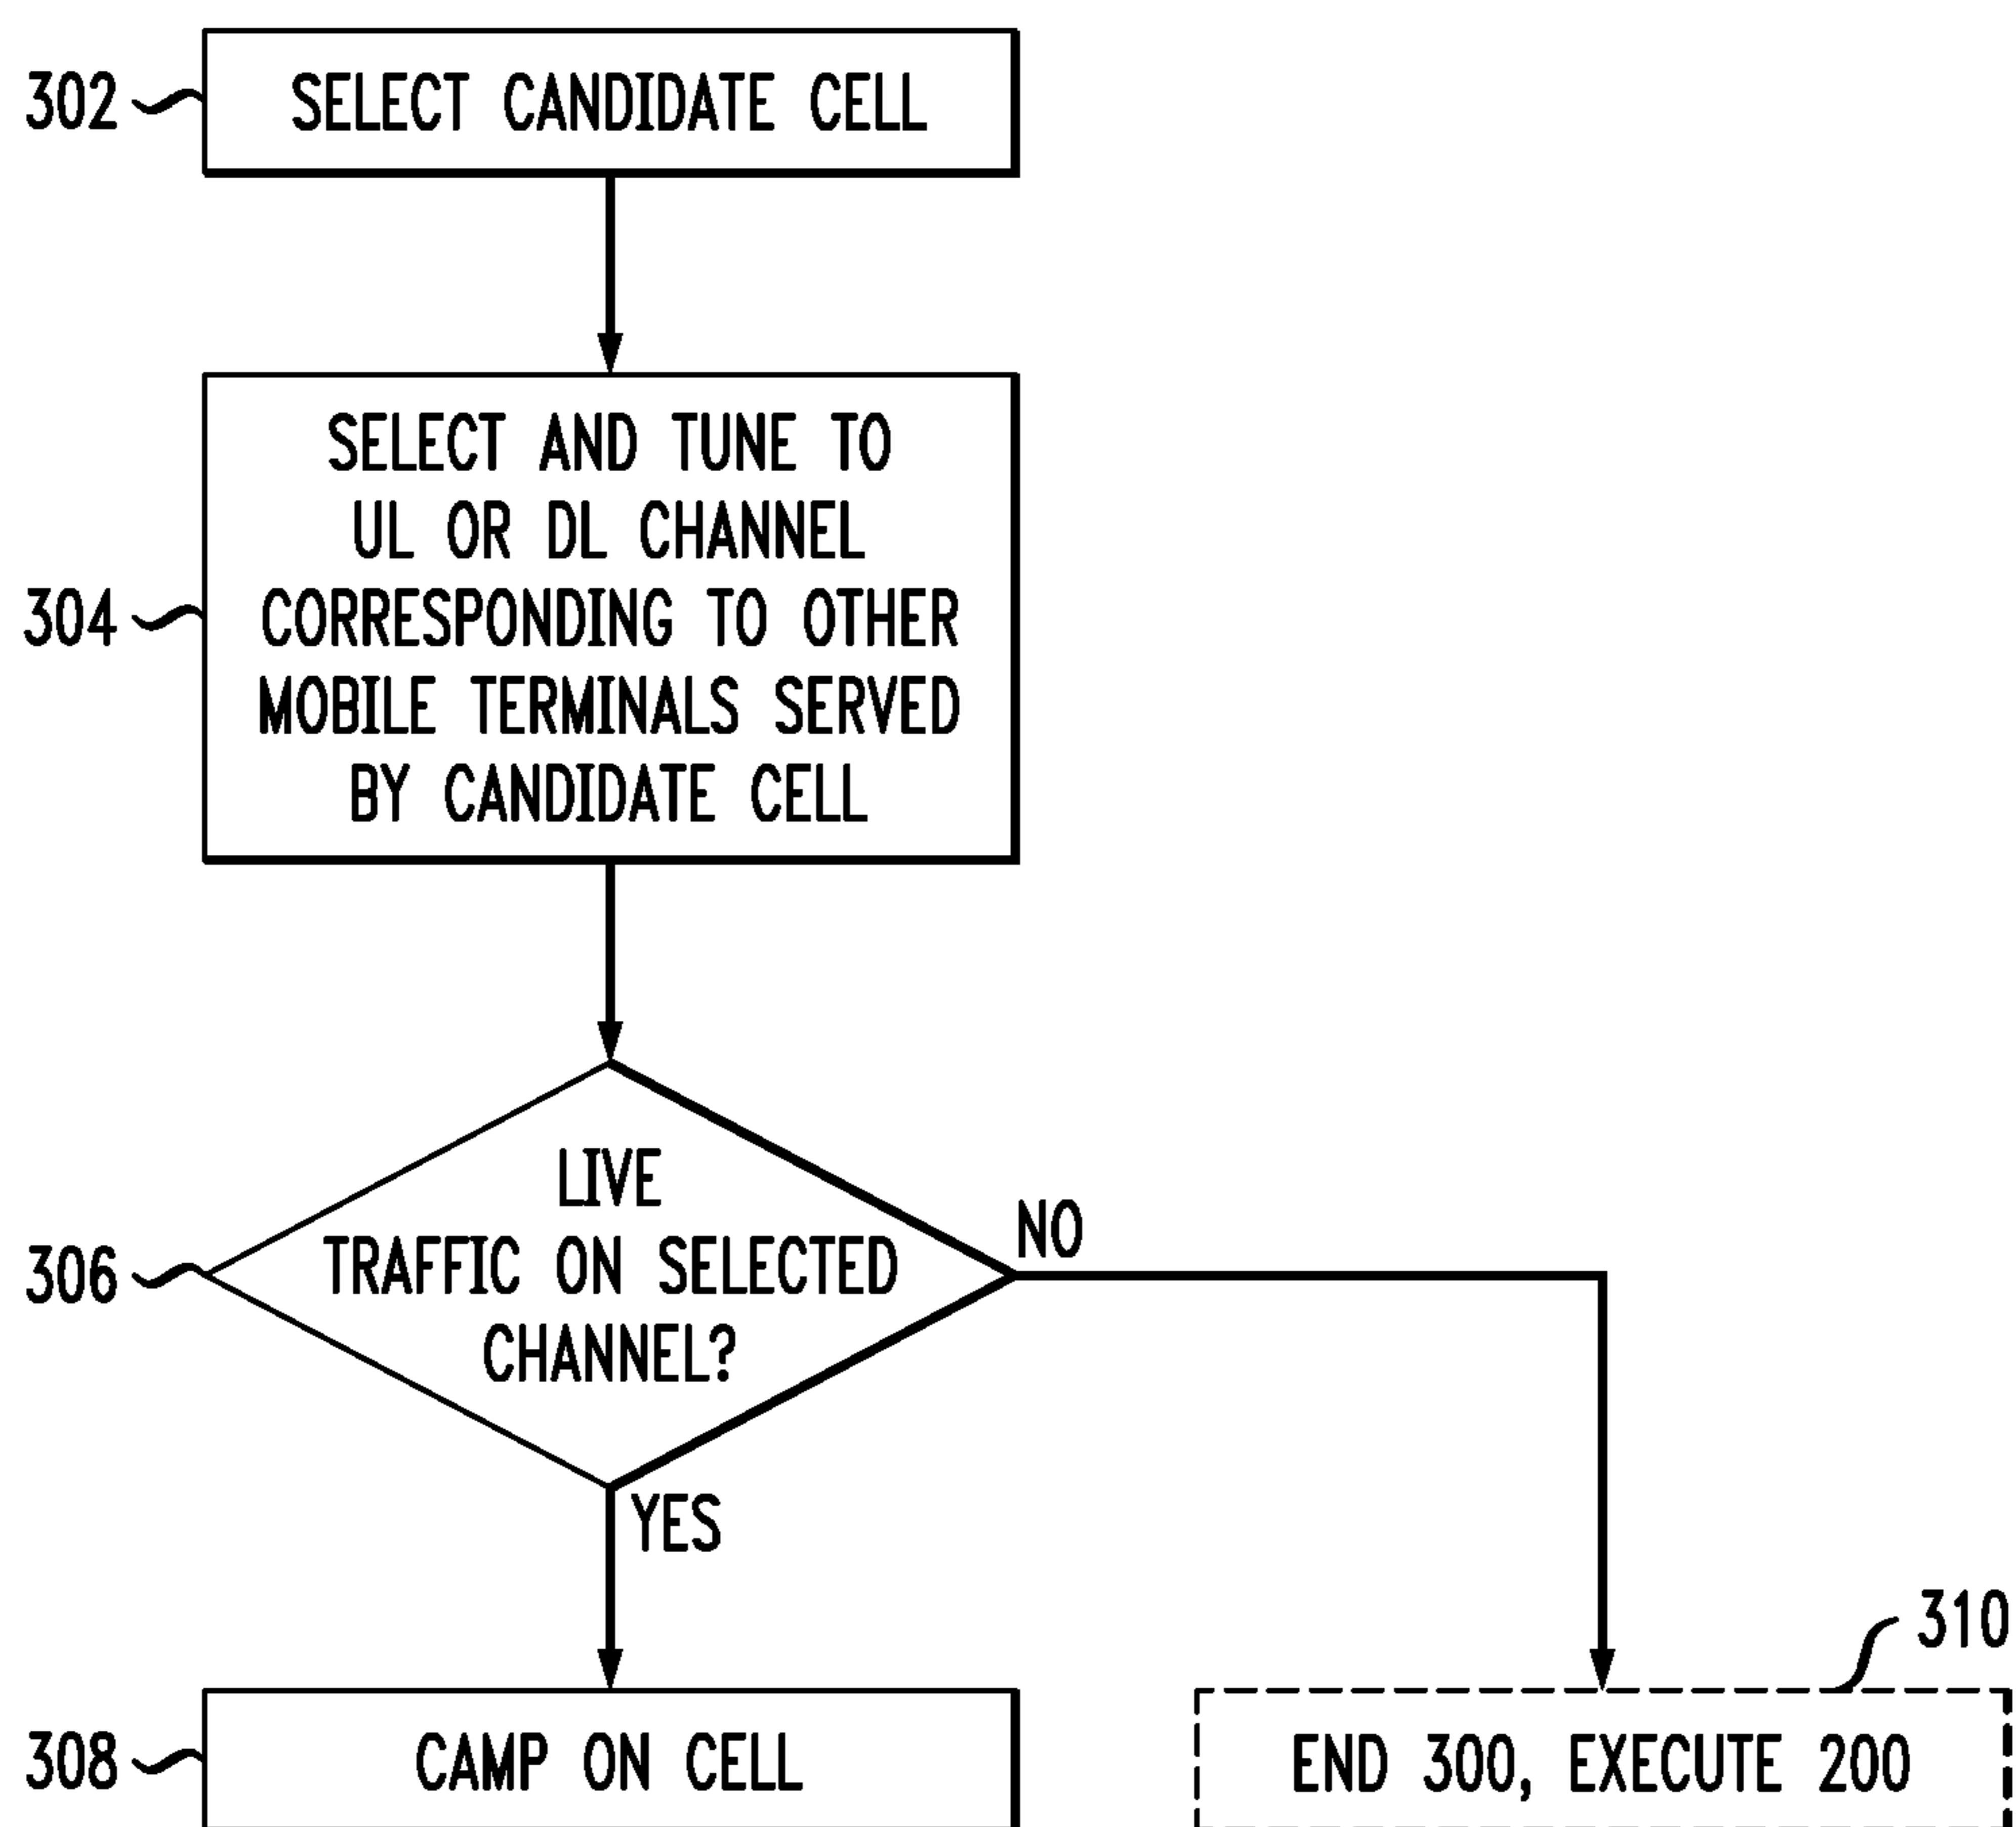 302
SELECT CANDIDATE CELL
304
SELECT AND TUNE TO
UL OR DL CHANNEL
CORRESPONDING TO OTHER
MOBILE TERMINALS SERVED
BY CANDIDATE CELL
306
LIVE
TRAFFIC ON SELECTED
CHANNEL?
NO
YES
308
CAMP ON CELL
310
END 300, EXECUTE 200